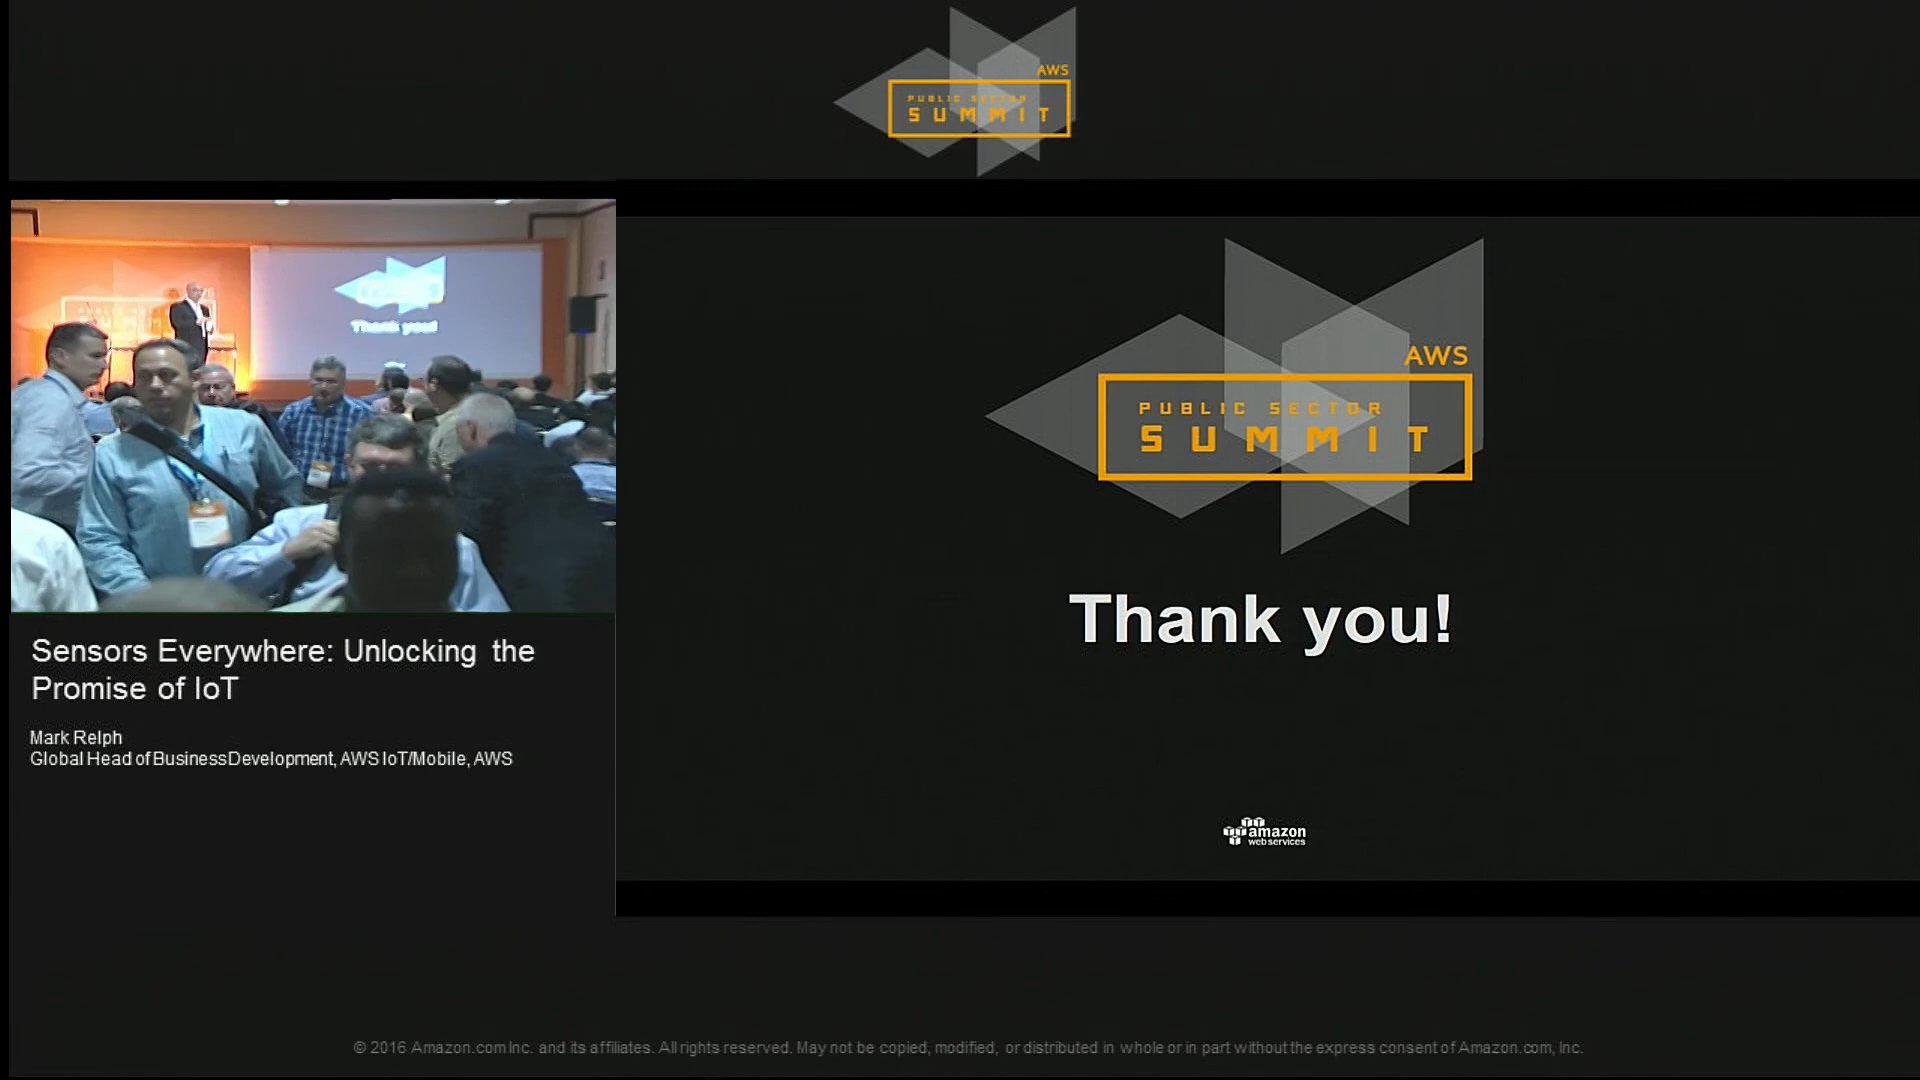 AWS
PUBLIC SECTOR
SUMMIT
Thank you!
Sensors Everywhere: Unlocking the
Promise of IoT
Mark Relph
Global Head of Business Development, AWS IoT/Mobile, AWS
AWS
PUBLIC SECTOR
SUMMIT
Thank you!
amazon
web services
© 2016 Amazon.com Inc. and its affiliates. All rights reserved. May not be copied, modified, or distributed in whole or in part without the express consent of Amazon.com, Inc.